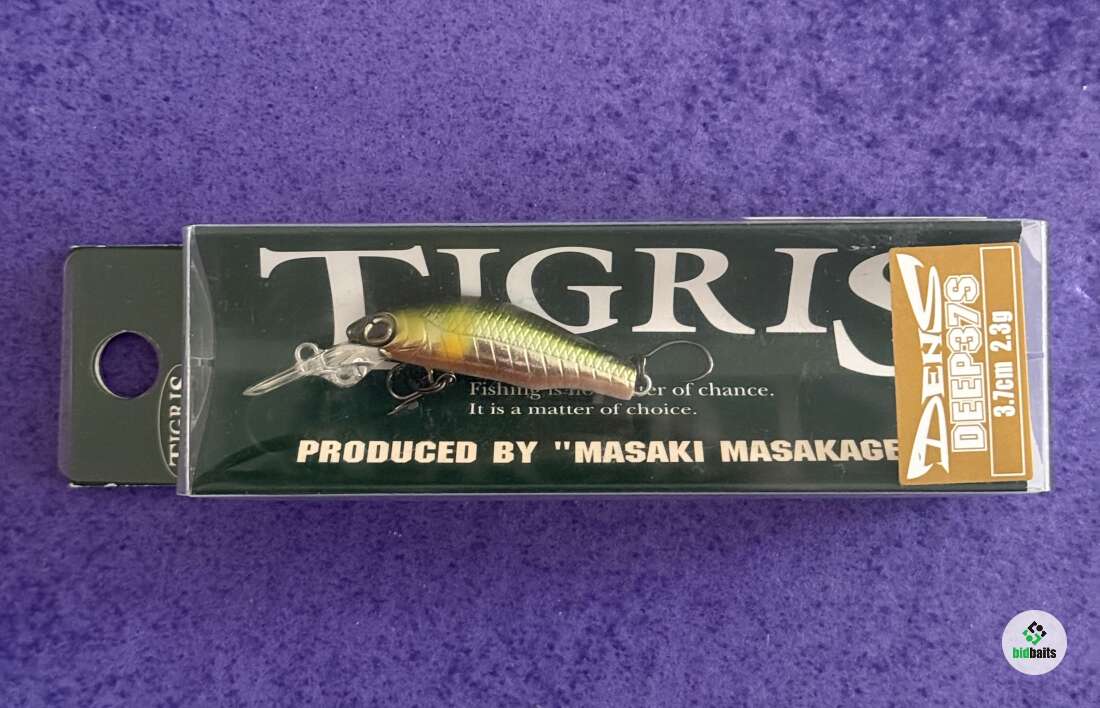 TIGRIS
TIGRIS
Fishing is no matter of chance.
It is a matter of choice.
PRODUCED BY "MASAKI MASAKAGE
DENS
DEEP37S
3.7cm 2.3g
bidbaits